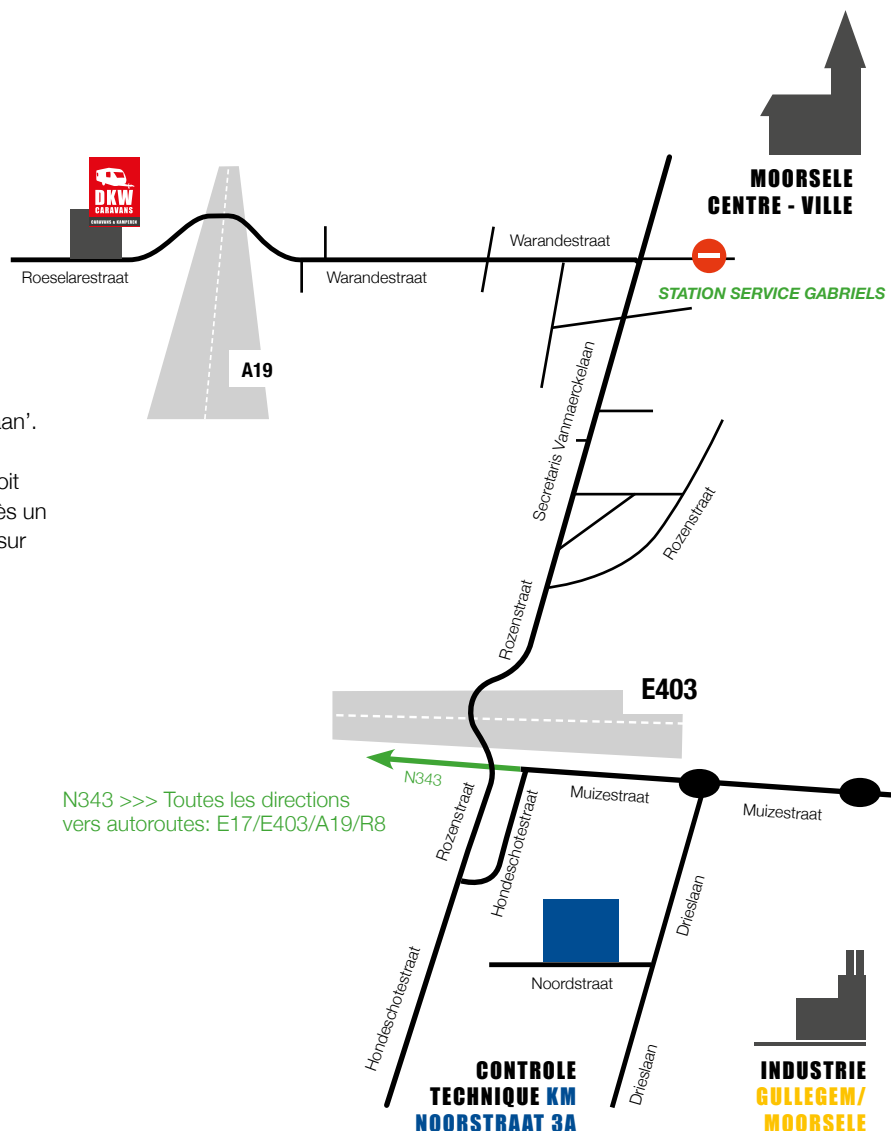 MOORSELE
CENTRE - VILLE
DKW
CARAVANS
CARAVANS & KAMPEREN
Warandestraat
Roeselarestraat
Warandestraat
STATION SERVICE GABRIELS
A19
Secretaris Vanmaerckelaan
an’.
oit
ès un
sur
Rozenstraat
Rozenstraat
E403
N343
N343 >>> Toutes les directions
vers autoroutes: E17/E403/A19/R8
Muizestraat
Muizestraat
Rozenstraat
Hondeschotestraat
Drieslaan
Noordstraat
Hondeschotestraat
Drieslaan
CONTROLE
TECHNIQUE KM
NOORSTRAAT 3A
INDUSTRIE
GULLEGEM/
MOORSELE